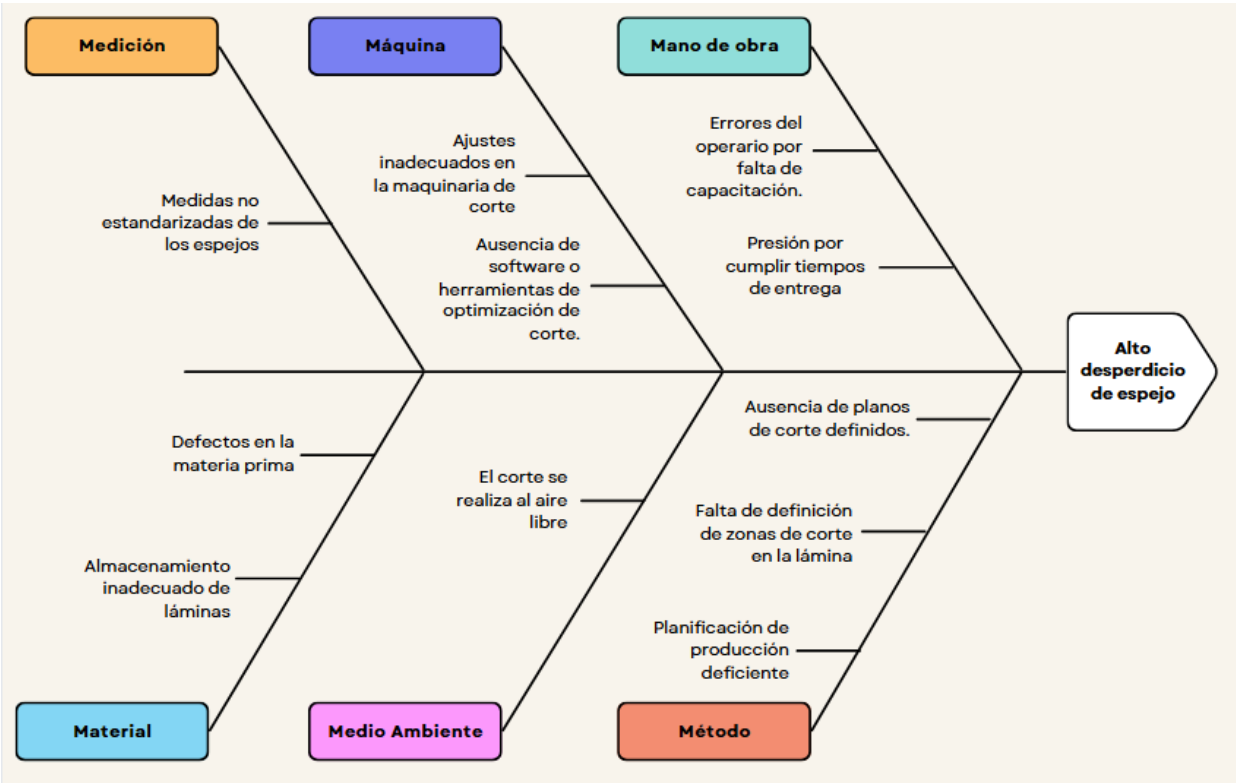 Medición
Máquina
Mano de obra
Medidas no
estandarizadas de
los espejos
Ajustes
inadecuados en
la maquinaria de
corte
Ausencia de
software o
herramientas de
optimización de
corte.
Errores del
operario por
falta de
capacitación.
Presión por
cumplir tiempos
de entrega
Alto
desperdicio
de espejo
Defectos en la
materia prima
Almacenamiento
inadecuado de
láminas
El corte se
realiza al aire
libre
Ausencia de planos
de corte definidos.
Falta de definición
de zonas de corte
en la lámina
Planificación de
producción
deficiente
Material
Medio Ambiente
Método